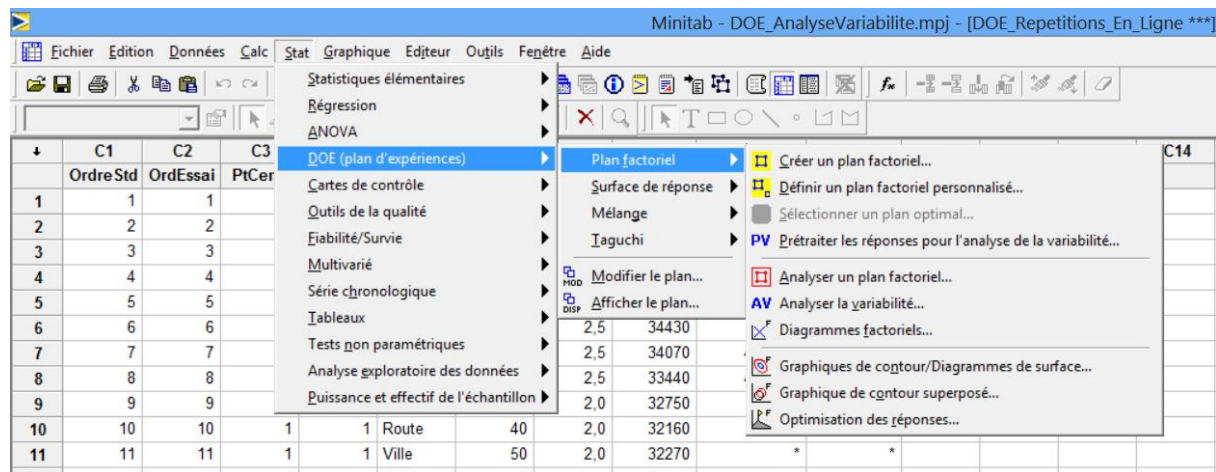 Minitab - DOE_AnalyseVariabilite.mpj - [DOE_Repetitions_En_Ligne ***]
Fichier Edition Données Calc Stat Graphique Editeur Outils Fenêtre Aide
Statistiques élémentaires
Régression
ANOVA
DOE (plan d'expériences)
Cartes de contrôle
Outils de la qualité
Fiabilité/Survie
Multivarié
Série chronologique
Tableaux
Tests non paramétriques
Analyse exploratoire des données
Puissance et effectif de l'échantillon
Plan factoriel
Surface de réponse
Mélange
Taguchi
MOD Modifier le plan...
DISP Afficher le plan...
Créer un plan factoriel...
Définir un plan factoriel personnalisé...
Sélectionner un plan optimal...
PV Prétraiter les réponses pour l'analyse de la variabilité...
Analyser un plan factoriel...
AV Analyser la variabilité...
Diagrammes factoriels...
Graphiques de contour/Diagrammes de surface...
Graphique de contour superposé...
Optimisation des réponses...
C1 C2 C3 C14
OrdreStd OrdEssai PtCer
1 1 1
2 2 2
3 3 3
4 4 4
5 5 5
6 6 6 2,5 34430
7 7 7 2,5 34070
8 8 8 2,5 33440
9 9 9 2,0 32750
10 10 10 1 1 Route 40 2,0 32160
11 11 11 1 1 Ville 50 2,0 32270 * *